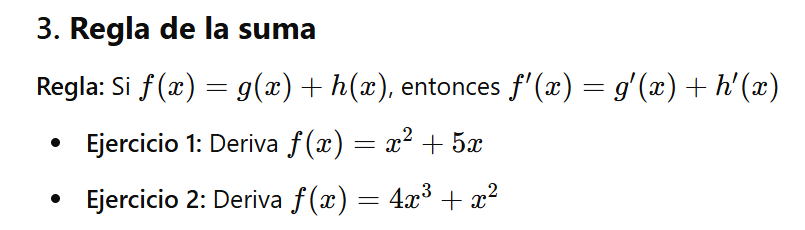 3. Regla de la suma
Regla: Si f(x) = g(x) + h(x), entonces f′(x) = g′(x) + h′(x)
• Ejercicio 1: Deriva f(x) = x² + 5x
• Ejercicio 2: Deriva f(x) = 4x³ + x²